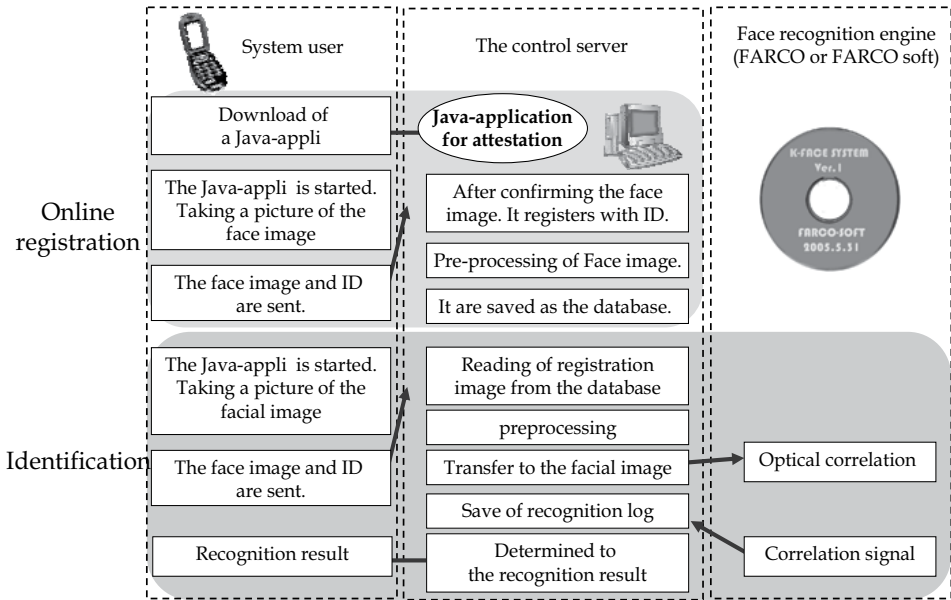 System user
The control server
Face recognition engine
(FARCO or FARCO soft)
Online
registration
Download of
a Java-appli
Java-application
for attestation
The Java-appli is started.
Taking a picture of the
face image
After confirming the face
image. It registers with ID.
Pre-processing of Face image.
The face image and ID
are sent.
It are saved as the database.
K-FACE SYSTEM
Ver.1
FARCO-SOFT
2005.5.31
Identification
The Java-appli is started.
Taking a picture of the
facial image
Reading of registration
image from the database
preprocessing
The face image and ID
are sent.
Transfer to the facial image
Optical correlation
Save of recognition log
Recognition result
Determined to
the recognition result
Correlation signal